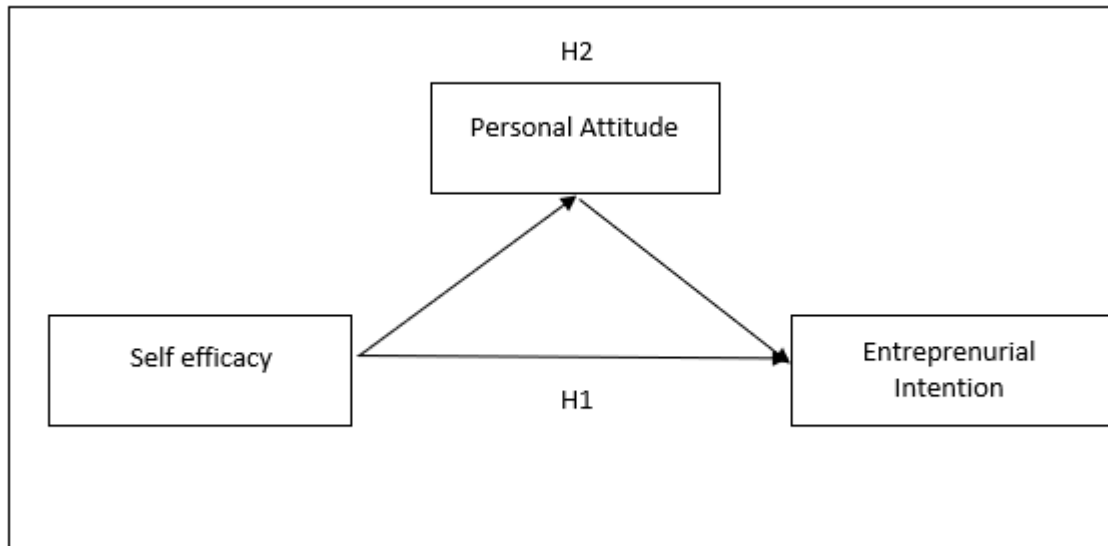 H2
Personal Attitude
Self efficacy
Entreprenurial
Intention
H1